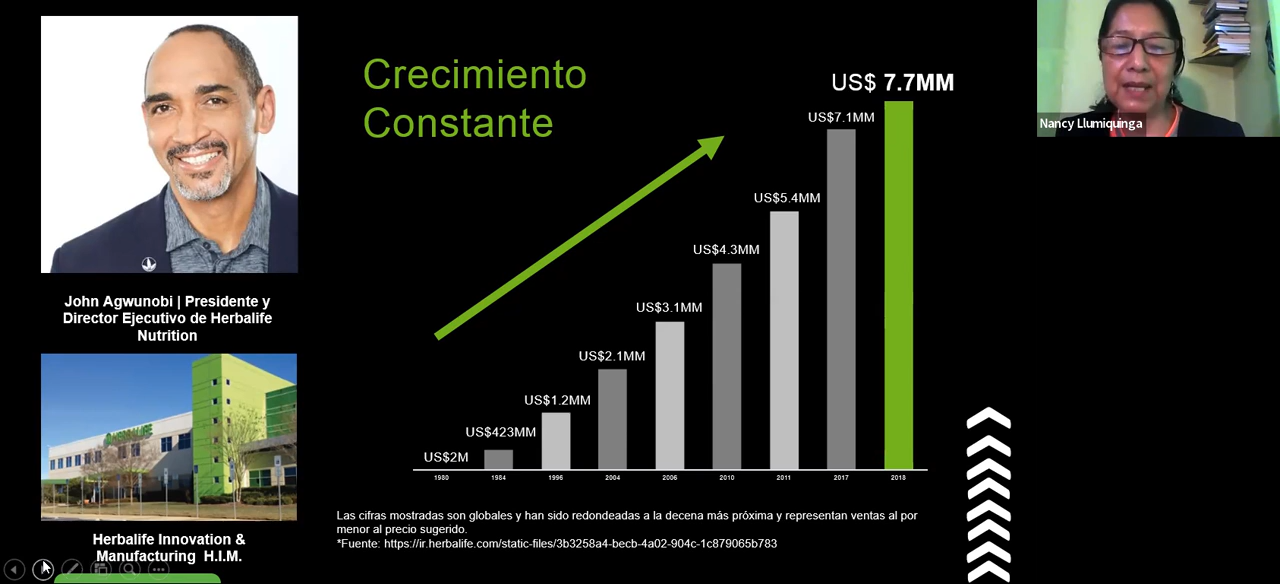 Crecimiento
Constante
US$ 7.7MM
US$7.1MM
US$5.4MM
US$4.3MM
US$3.1MM
US$2.1MM
US$1.2MM
US$423MM
US$2M
1980 1984 1996 2004 2006 2010 2011 2017 2018
Las cifras mostradas son globales y han sido redondeadas a la decena más próxima y representan ventas al por
menor al precio sugerido.
*Fuente: https://ir.herbalife.com/static-files/3b3258a4-becb-4a02-904c-1c879065b783
John Agwunobi | Presidente y
Director Ejecutivo de Herbalife
Nutrition
HERBALIFE
Herbalife Innovation &
Manufacturing H.I.M.
Nancy Llumiquinga